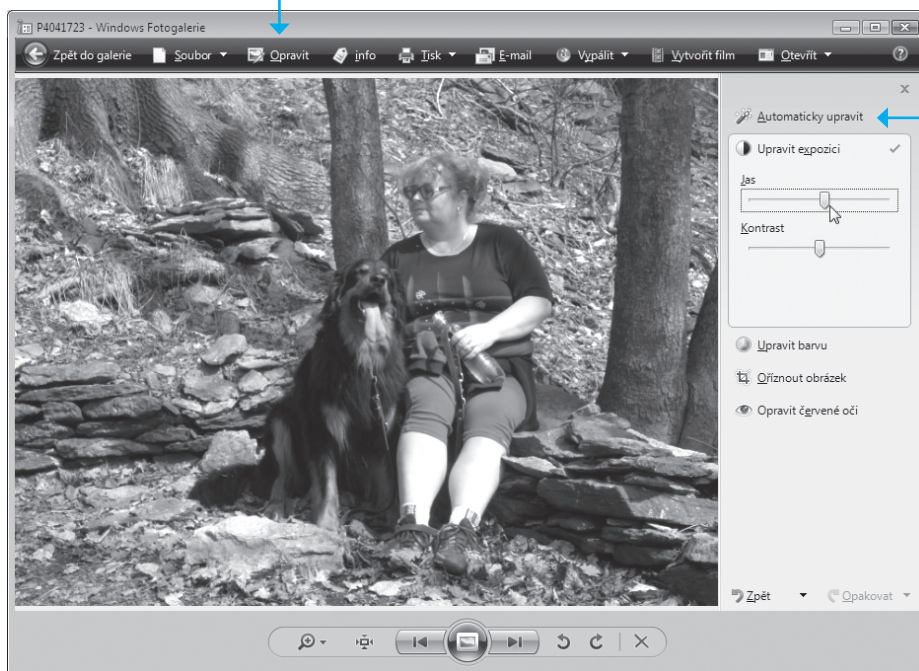 P4041723 - Windows Fotogalerie
Zpět do galerie Soubor Opravit info Tisk E-mail Vypálit Vytvořit film Otevřít
Automaticky upravit
Upravit expozici
Jas
Kontrast
Upravit barvu
Oříznout obrázek
Opravit červené oči
Zpět Opakovat